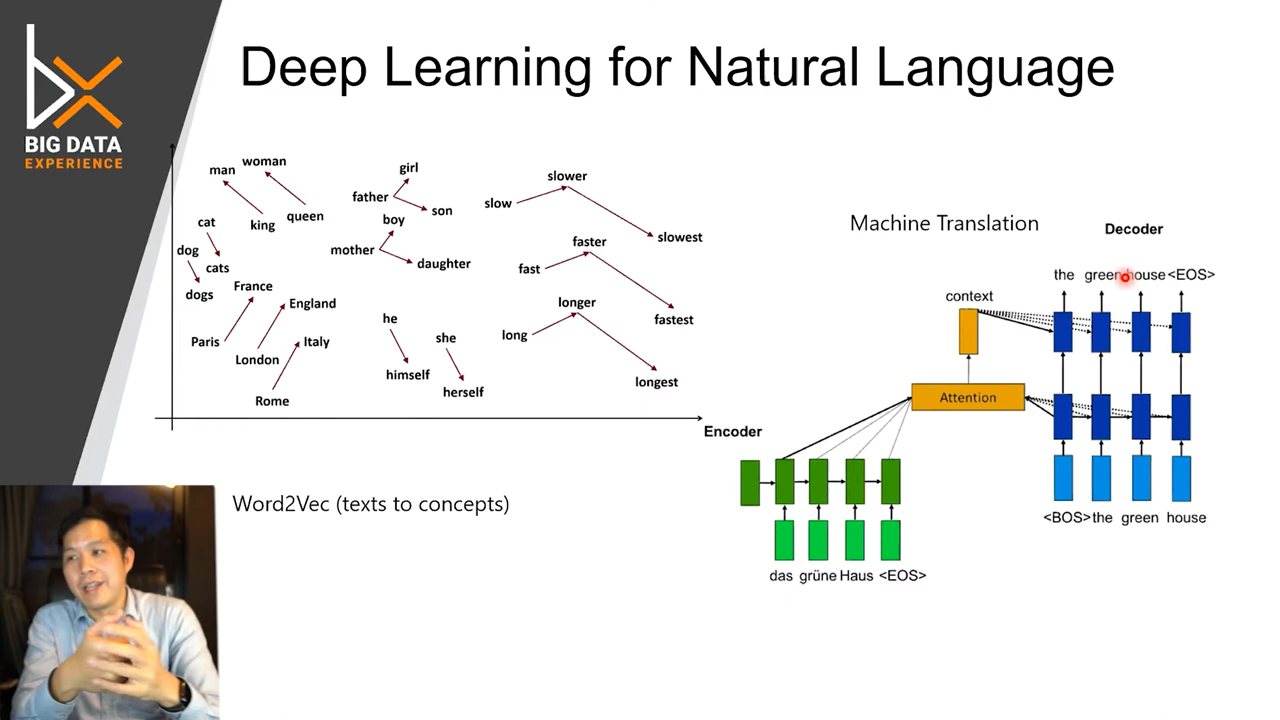 Deep Learning for Natural Language
BIG DATA
EXPERIENCE
man
woman
king
queen
cat
cats
dog
dogs
France
England
Paris
London
Italy
Rome
girl
father
son
boy
mother
daughter
he
himself
she
herself
slower
slow
slowest
faster
fast
fastest
longer
long
longest
Word2Vec (texts to concepts)
Machine Translation
Decoder
the green house <EOS>
context
Attention
Encoder
<BOS> the green house
das grüne Haus <EOS>